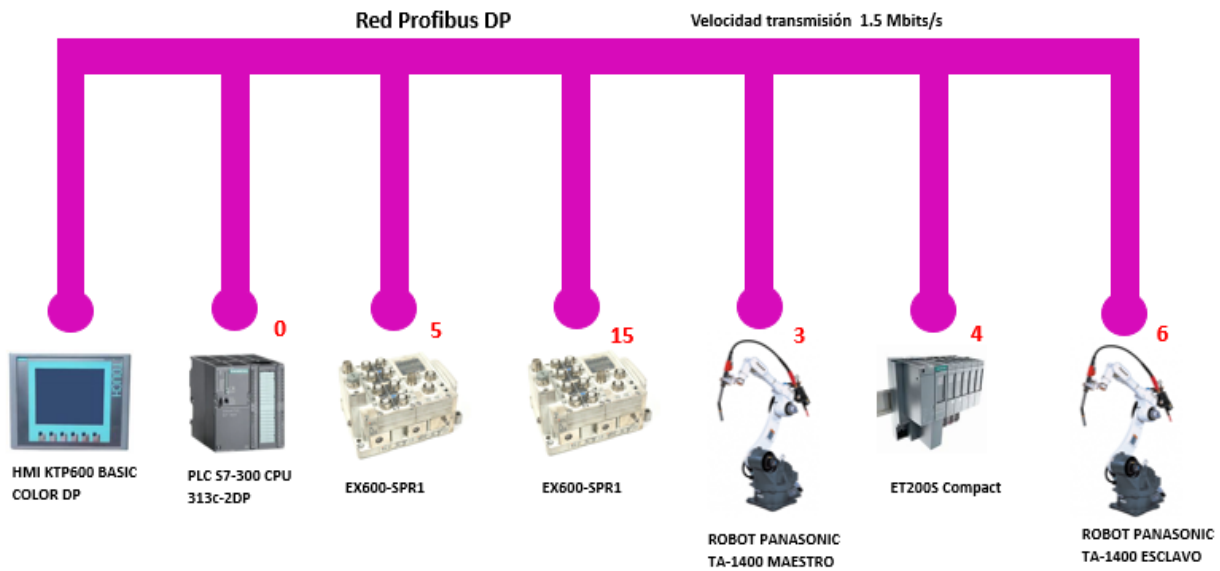 Red Profibus DP
Velocidad transmisión 1.5 Mbits/s
0
5
15
3
4
6
HMI KTP600 BASIC
COLOR DP
PLC S7-300 CPU
313c-2DP
EX600-SPR1
EX600-SPR1
ROBOT PANASONIC
TA-1400 MAESTRO
ET200S Compact
ROBOT PANASONIC
TA-1400 ESCLAVO